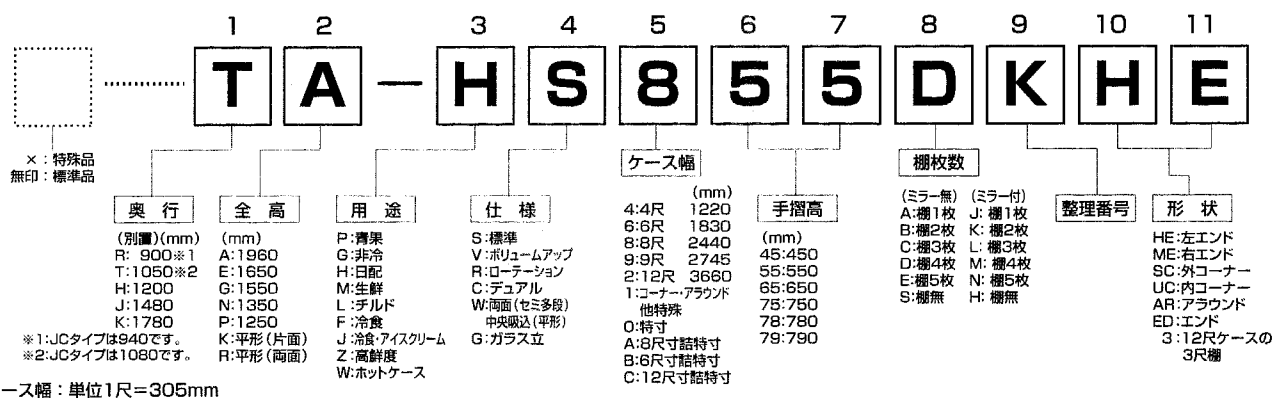 1 2 3 4 5 6 7 8 9 10 11
T A － H S 8 5 5 D K H E
×：特殊品
無印：標準品
奥 行
(別置)(mm)
R: 900※1
T:1050※2
H:1200
J:1480
K:1780
※1:JCタイプは940です。
※2:JCタイプは1080です。
全 高
(mm)
A:1960
E:1650
G:1550
N:1350
P:1250
K:平形(片面)
R:平形(両面)
用 途
P:青果
G:非冷
H:日配
M:生鮮
L:チルド
F:冷食
J:冷食・アイスクリーム
Z:高鮮度
W:ホットケース
仕 様
S:標準
V:ボリュームアップ
R:ローテーション
C:デュアル
W:両面(セミ多段)
中央吸込(平形)
G:ガラス立
ケース幅
(mm)
4:4尺 1220
6:6尺 1830
8:8尺 2440
9:9尺 2745
2:12尺 3660
1:コーナー・アラウンド
他特殊
O:特寸
A:8尺寸詰特寸
B:6尺寸詰特寸
C:12尺寸詰特寸
手摺高
(mm)
45:450
55:550
65:650
75:750
78:780
79:790
棚枚数
(ミラー無) (ミラー付)
A:棚1枚 J:棚1枚
B:棚2枚 K:棚2枚
C:棚3枚 L:棚3枚
D:棚4枚 M:棚4枚
E:棚5枚 N:棚5枚
S:棚無 H:棚無
整理番号
形 状
HE:左エンド
ME:右エンド
SC:外コーナー
UC:内コーナー
AR:アラウンド
ED:エンド
3:12尺ケースの
3尺棚
ース幅：単位1尺=305mm